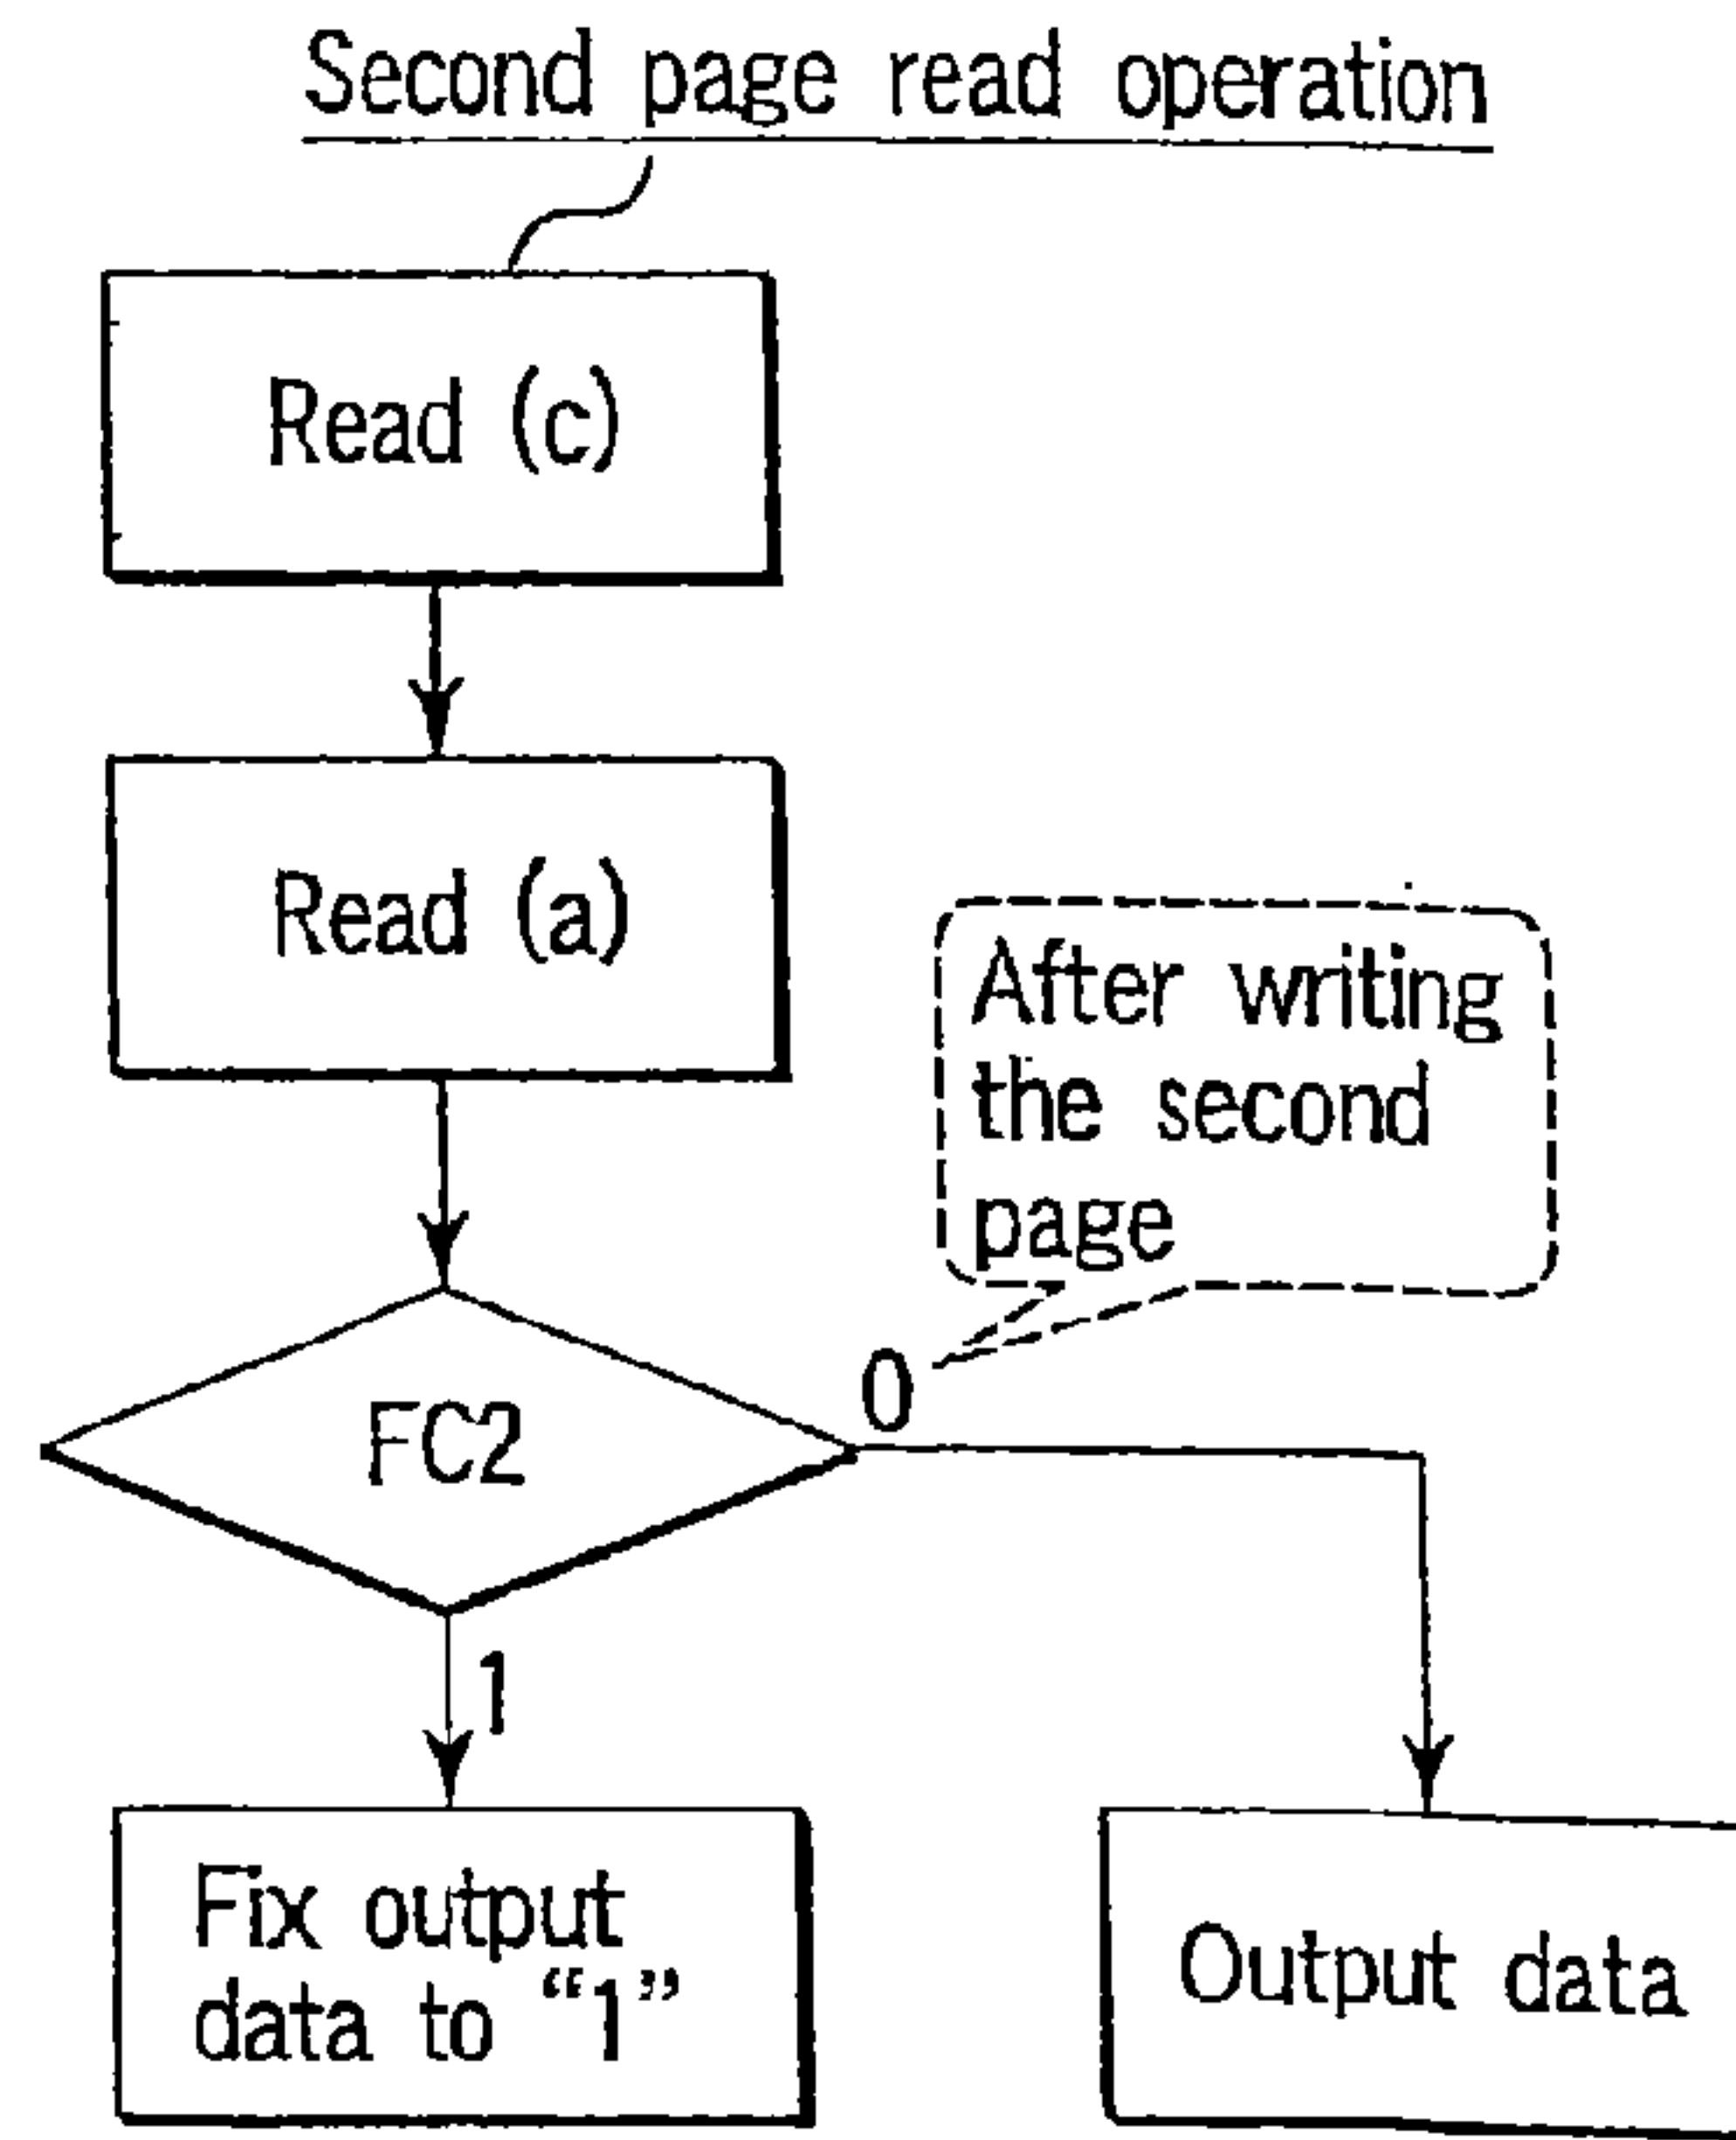 Second page read operation
Read (c)
Read (a)
After writing
the second
page
0
FC2
1
Fix output
data to “1”
Output data